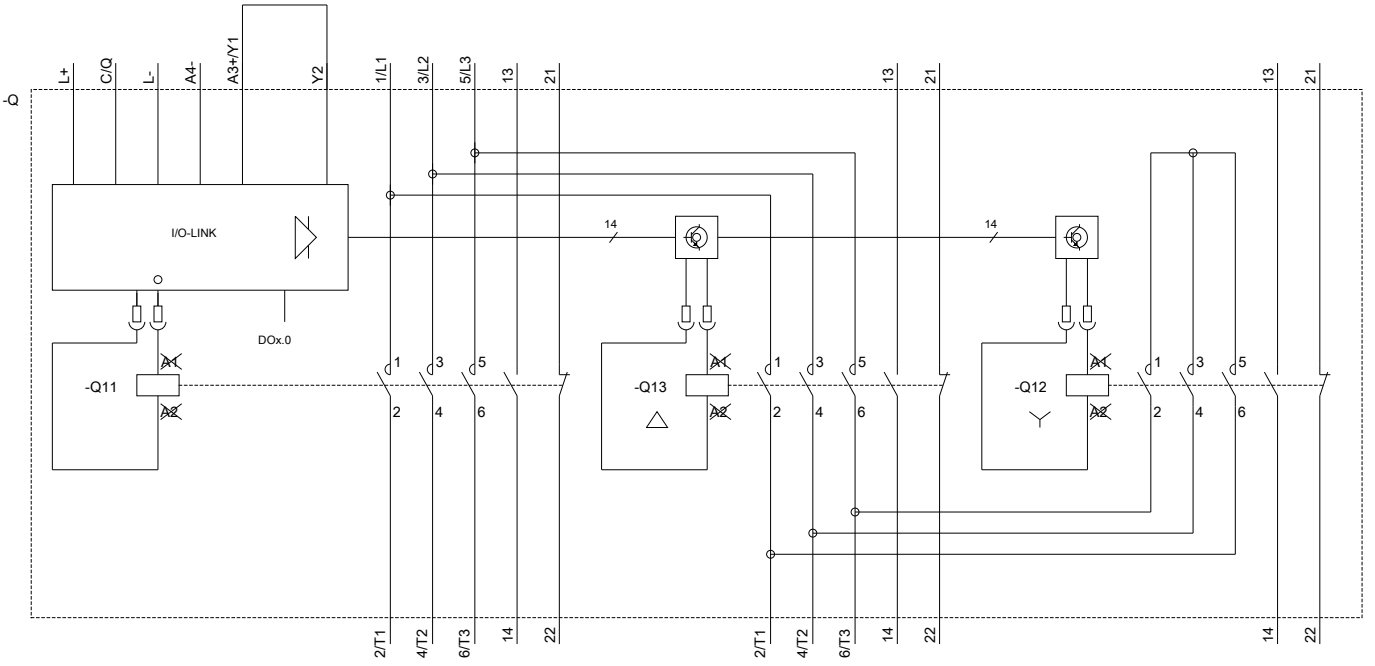 L+
C/Q
L-
A4-
A3+/Y1
Y2
1/L1
3/L2
5/L3
13
21
13
21
13
21
-Q
I/O-LINK
14
14
DOx.0
A1
1
3
5
A1
1
3
5
A1
1
3
5
-Q11
-Q13
-Q12
A2
2
4
6
A2
2
4
6
A2
2
4
6
2/T1
4/T2
6/T3
14
22
2/T1
4/T2
6/T3
14
22
14
22